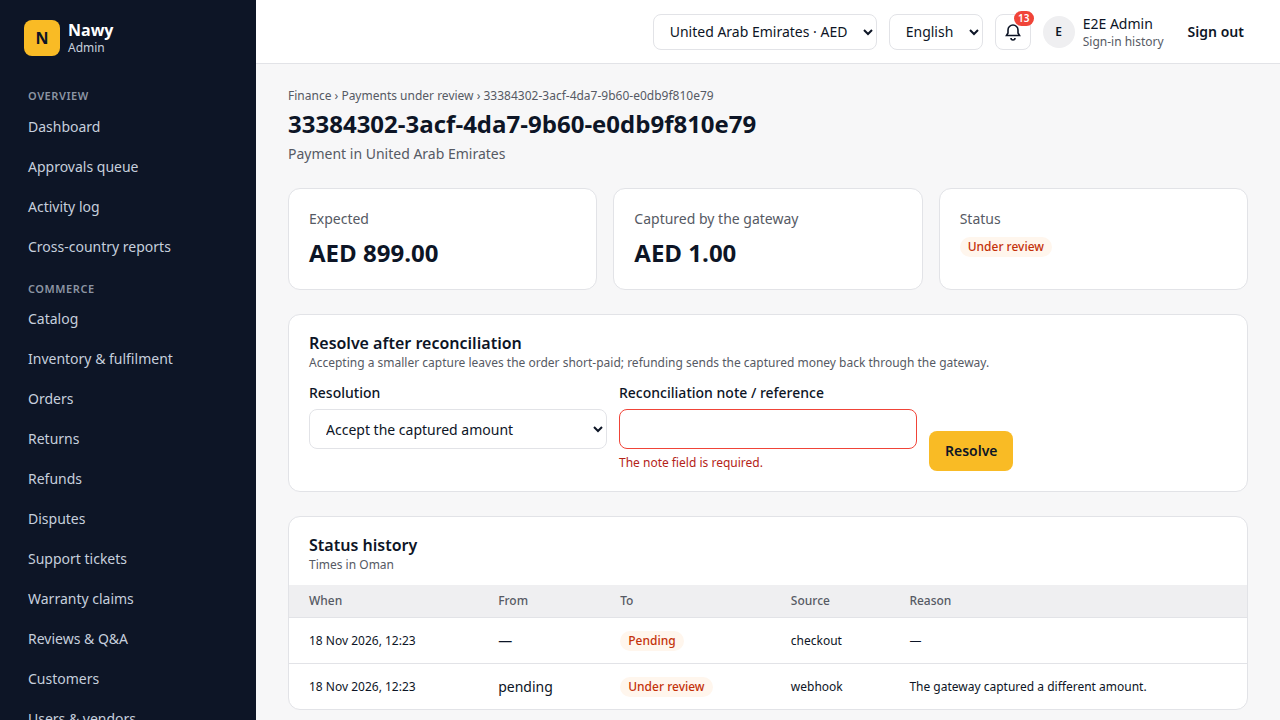 N
Nawy
Admin
United Arab Emirates · AED
English
13
E
E2E Admin
Sign-in history
Sign out
OVERVIEW
Dashboard
Approvals queue
Activity log
Cross-country reports
COMMERCE
Catalog
Inventory & fulfilment
Orders
Returns
Refunds
Disputes
Support tickets
Warranty claims
Reviews & Q&A
Customers
Users & vendors
Finance › Payments under review › 33384302-3acf-4da7-9b60-e0db9f810e79
33384302-3acf-4da7-9b60-e0db9f810e79
Payment in United Arab Emirates
Expected
AED 899.00
Captured by the gateway
AED 1.00
Status
Under review
Resolve after reconciliation
Accepting a smaller capture leaves the order short-paid; refunding sends the captured money back through the gateway.
Resolution
Accept the captured amount
Reconciliation note / reference
The note field is required.
Resolve
Status history
Times in Oman
When From To Source Reason
18 Nov 2026, 12:23 — Pending checkout —
18 Nov 2026, 12:23 pending Under review webhook The gateway captured a different amount.